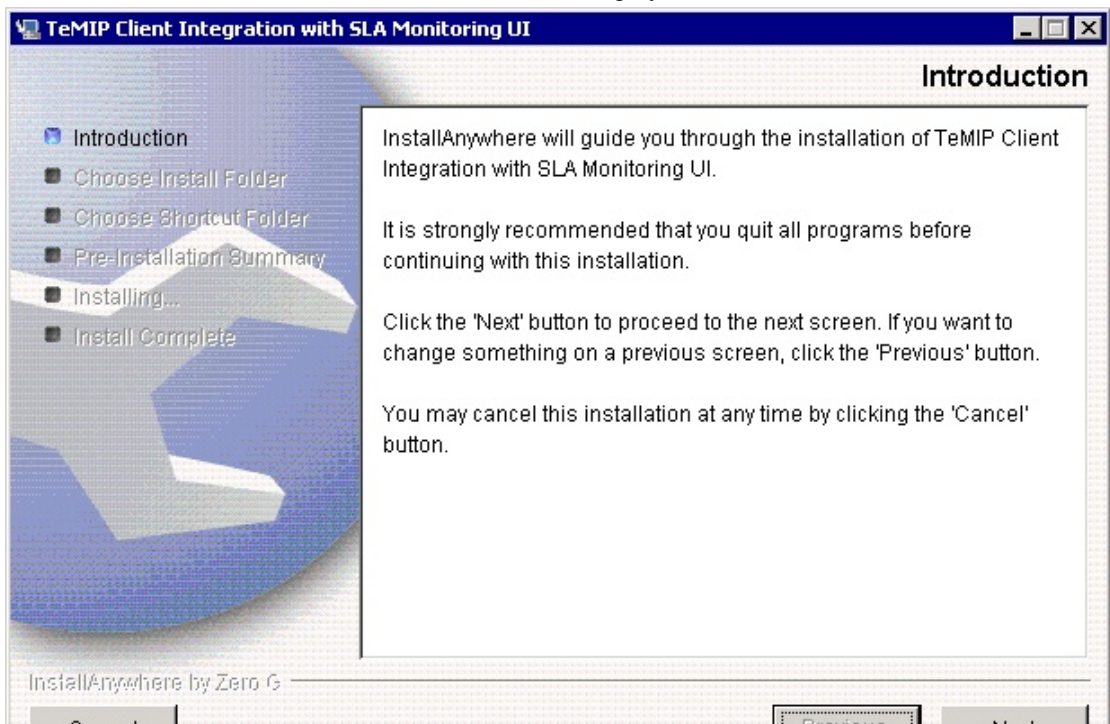 TeMIP Client Integration with SLA Monitoring UI
Introduction
Introduction
Choose Install Folder
Choose Shortcut Folder
Pre-Installation Summary
Installing...
Install Complete
InstallAnywhere will guide you through the installation of TeMIP Client
Integration with SLA Monitoring UI.
It is strongly recommended that you quit all programs before
continuing with this installation.
Click the 'Next' button to proceed to the next screen. If you want to
change something on a previous screen, click the 'Previous' button.
You may cancel this installation at any time by clicking the 'Cancel'
button.
InstallAnywhere by Zero G